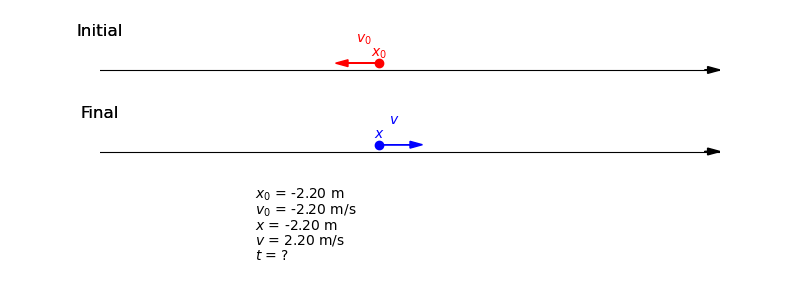 Initial
v₀
x₀
Final
v
x
x₀ = -2.20 m
v₀ = -2.20 m/s
x = -2.20 m
v = 2.20 m/s
t = ?